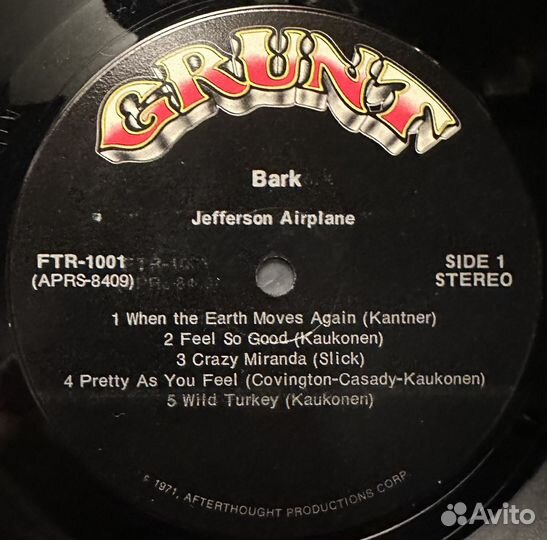 GRUNT
Bark
Jefferson Airplane
FTR-1001
(APRS-8409)
SIDE 1
STEREO
1 When the Earth Moves Again (Kantner)
2 Feel So Good (Kaukonen)
3 Crazy Miranda (Slick)
4 Pretty As You Feel (Covington-Casady-Kaukonen)
5 Wild Turkey (Kaukonen)
© 1971, AFTERTHOUGHT PRODUCTIONS CORP.
Avito